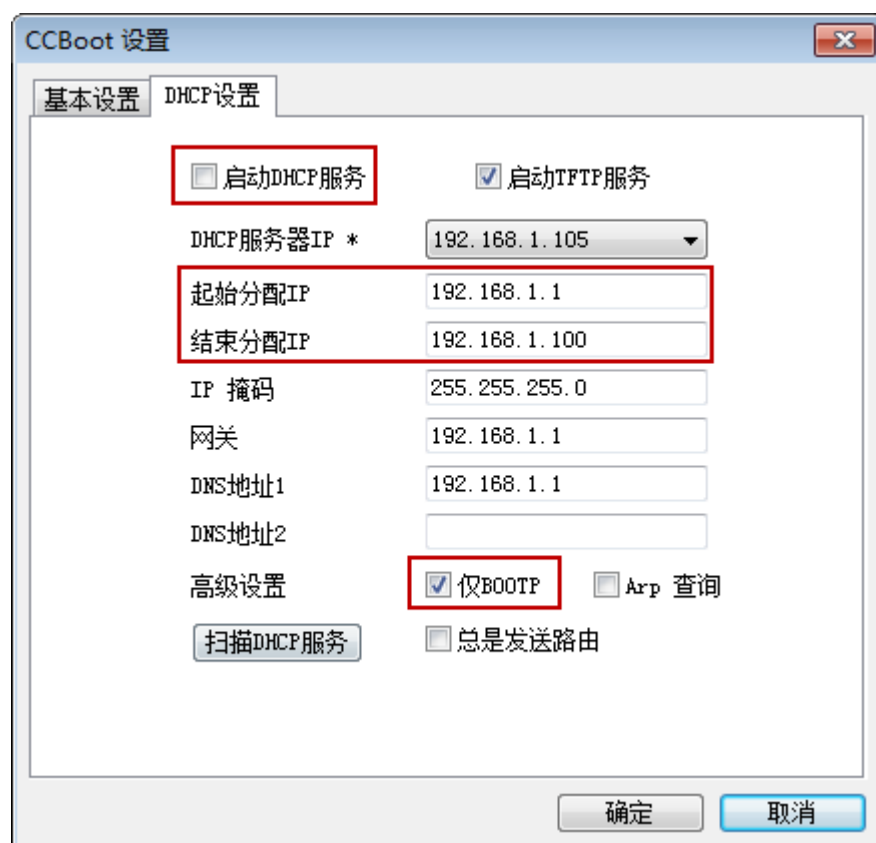 CCBoot 设置
基本设置 DHCP设置
启动DHCP服务 启动TFTP服务
DHCP服务器IP * 192.168.1.105
起始分配IP 192.168.1.1
结束分配IP 192.168.1.100
IP 掩码 255.255.255.0
网关 192.168.1.1
DNS地址1 192.168.1.1
DNS地址2
高级设置 仅BOOTP Arp 查询
扫描DHCP服务 总是发送路由
确定 取消